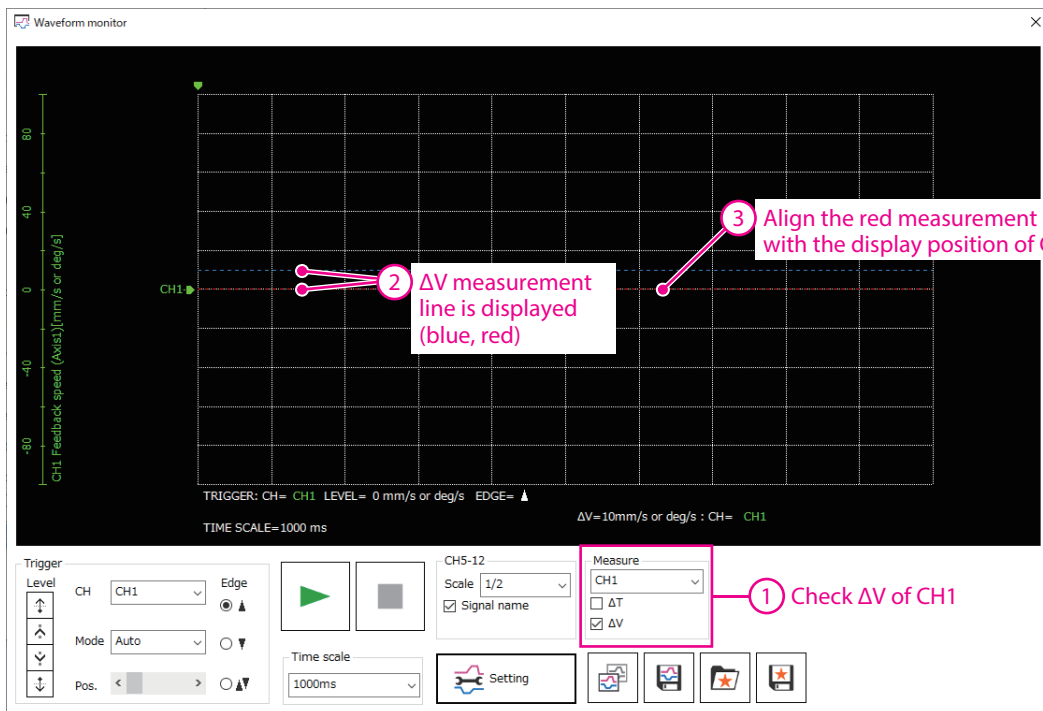 Waveform monitor
80
40
0
-40
-80
CH1 Feedback speed (Axis1)[mm/s or deg/s]
CH1
3 Align the red measurement
with the display position of
2 ΔV measurement
line is displayed
(blue, red)
TRIGGER: CH= CH1 LEVEL= 0 mm/s or deg/s EDGE=
ΔV=10mm/s or deg/s : CH= CH1
TIME SCALE=1000 ms
Trigger
Level
CH CH1
Edge
Mode Auto
Pos.
Time scale
1000ms
CH5-12
Scale 1/2
Signal name
Setting
Measure
CH1
ΔT
ΔV
1 Check ΔV of CH1